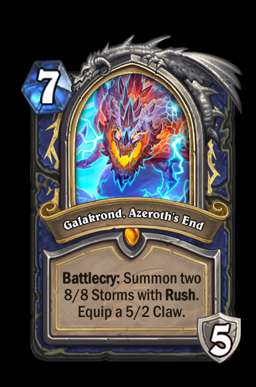 7
Galakrond, Azeroth's End
Battlecry: Summon two
8/8 Storms with Rush.
Equip a 5/2 Claw.
5